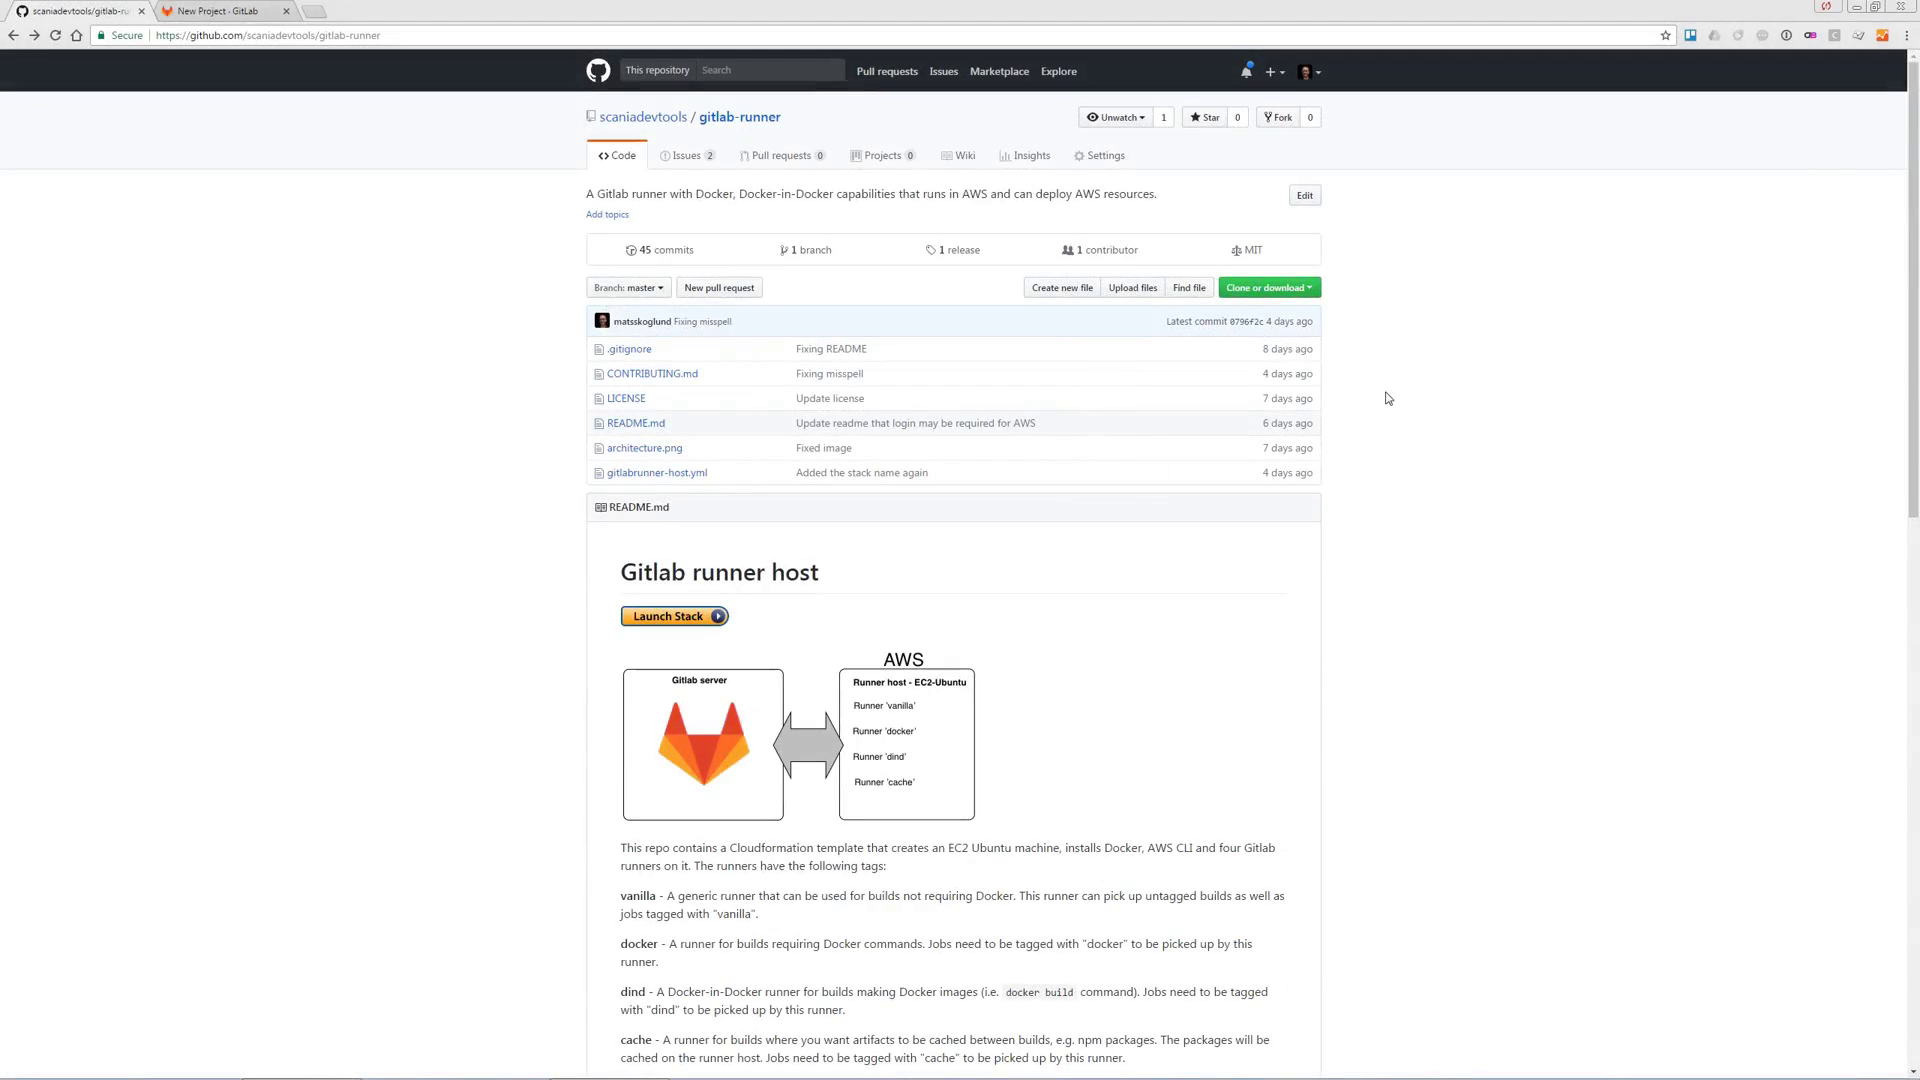 scaniadevtools/gitlab-ru
New Project · GitLab
Secure
https://github.com/scaniadevtools/gitlab-runner
This repository
Search
Pull requests
Issues
Marketplace
Explore
scaniadevtools / gitlab-runner
Unwatch
1
Star
0
Fork
0
Code
Issues 2
Pull requests 0
Projects 0
Wiki
Insights
Settings
A Gitlab runner with Docker, Docker-in-Docker capabilities that runs in AWS and can deploy AWS resources.
Edit
Add topics
45 commits
1 branch
1 release
1 contributor
MIT
Branch: master
New pull request
Create new file
Upload files
Find file
Clone or download
matsskoglund Fixing misspell
Latest commit 0796f2c 4 days ago
.gitignore
Fixing README
8 days ago
CONTRIBUTING.md
Fixing misspell
4 days ago
LICENSE
Update license
7 days ago
README.md
Update readme that login may be required for AWS
6 days ago
architecture.png
Fixed image
7 days ago
gitlabrunner-host.yml
Added the stack name again
4 days ago
README.md
Gitlab runner host
Launch Stack
AWS
Gitlab server
Runner host - EC2-Ubuntu
Runner 'vanilla'
Runner 'docker'
Runner 'dind'
Runner 'cache'
This repo contains a Cloudformation template that creates an EC2 Ubuntu machine, installs Docker, AWS CLI and four Gitlab
runners on it. The runners have the following tags:
vanilla - A generic runner that can be used for builds not requiring Docker. This runner can pick up untagged builds as well as
jobs tagged with "vanilla".
docker - A runner for builds requiring Docker commands. Jobs need to be tagged with "docker" to be picked up by this
runner.
dind - A Docker-in-Docker runner for builds making Docker images (i.e. docker build command). Jobs need to be tagged
with "dind" to be picked up by this runner.
cache - A runner for builds where you want artifacts to be cached between builds, e.g. npm packages. The packages will be
cached on the runner host. Jobs need to be tagged with "cache" to be picked up by this runner.